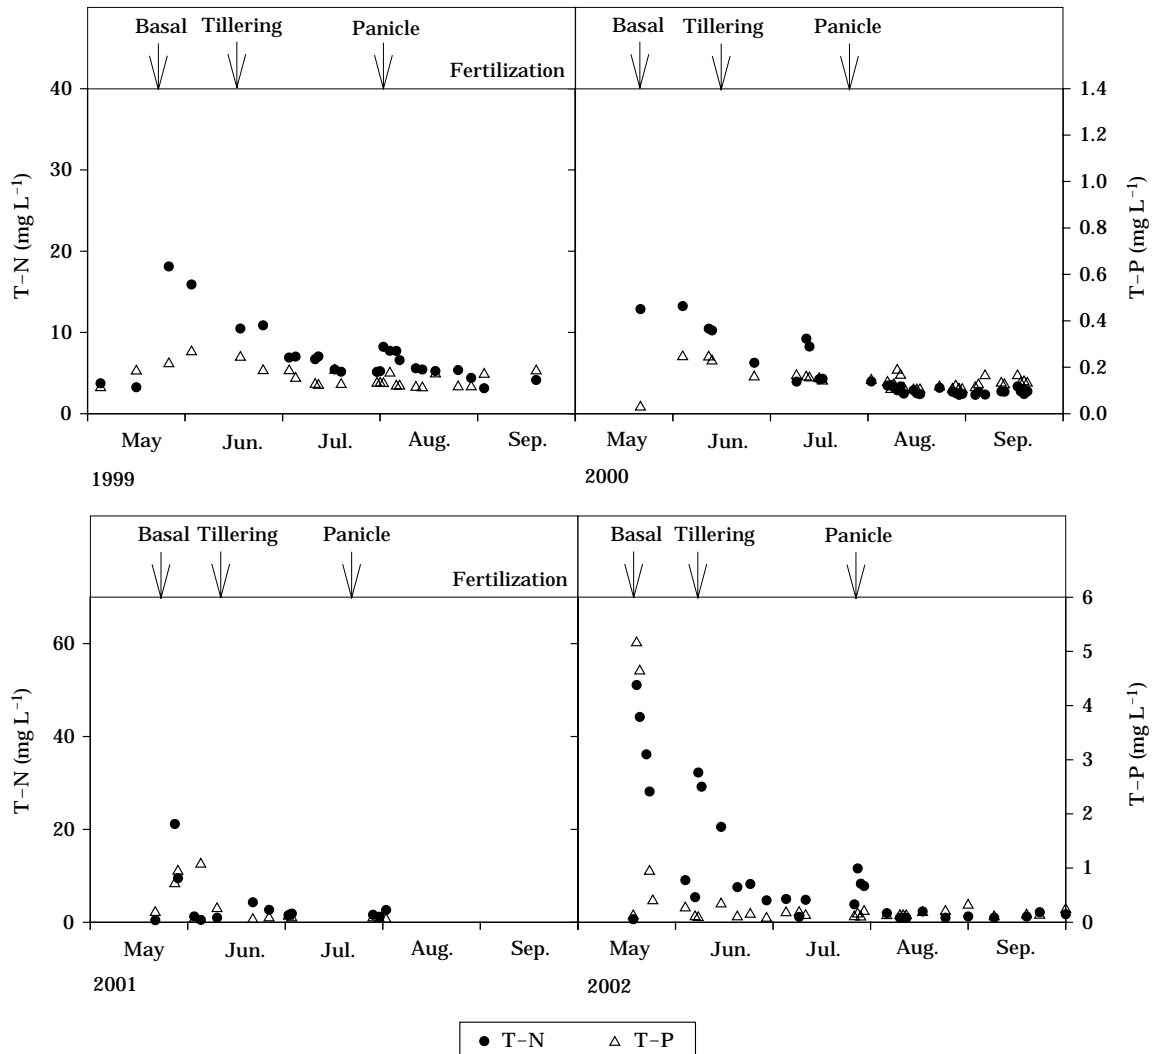 Basal Tillering Panicle
Basal Tillering Panicle
Fertilization
40
30
20
10
0
T-N (mg L⁻¹)
1.4
1.2
1.0
0.8
0.6
0.4
0.2
0.0
T-P (mg L⁻¹)
May Jun. Jul. Aug. Sep.
May Jun. Jul. Aug. Sep.
1999
2000
Basal Tillering Panicle
Basal Tillering Panicle
Fertilization
60
40
20
0
T-N (mg L⁻¹)
6
5
4
3
2
1
0
T-P (mg L⁻¹)
May Jun. Jul. Aug. Sep.
May Jun. Jul. Aug. Sep.
2001
2002
T-N T-P